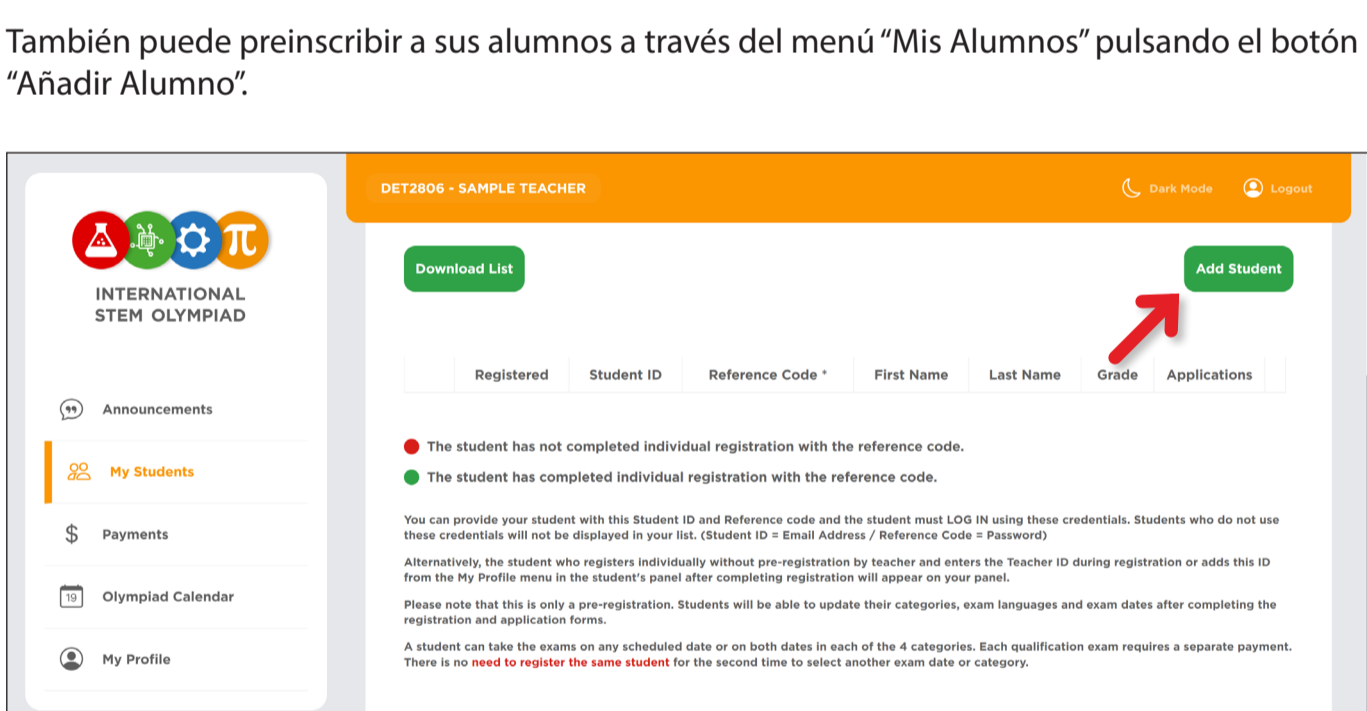 También puede preinscribir a sus alumnos a través del menú “Mis Alumnos” pulsando el botón
“Añadir Alumno”.
DET2806 - SAMPLE TEACHER
Dark Mode
Logout
π
INTERNATIONAL
STEM OLYMPIAD
Announcements
My Students
$ Payments
19 Olympiad Calendar
My Profile
Download List
Add Student
Registered Student ID Reference Code * First Name Last Name Grade Applications
The student has not completed individual registration with the reference code.
The student has completed individual registration with the reference code.
You can provide your student with this Student ID and Reference code and the student must LOG IN using these credentials. Students who do not use
these credentials will not be displayed in your list. (Student ID = Email Address / Reference Code = Password)
Alternatively, the student who registers individually without pre-registration by teacher and enters the Teacher ID during registration or adds this ID
from the My Profile menu in the student's panel after completing registration will appear on your panel.
Please note that this is only a pre-registration. Students will be able to update their categories, exam languages and exam dates after completing the
registration and application forms.
A student can take the exams on any scheduled date or on both dates in each of the 4 categories. Each qualification exam requires a separate payment.
There is no need to register the same student for the second time to select another exam date or category.